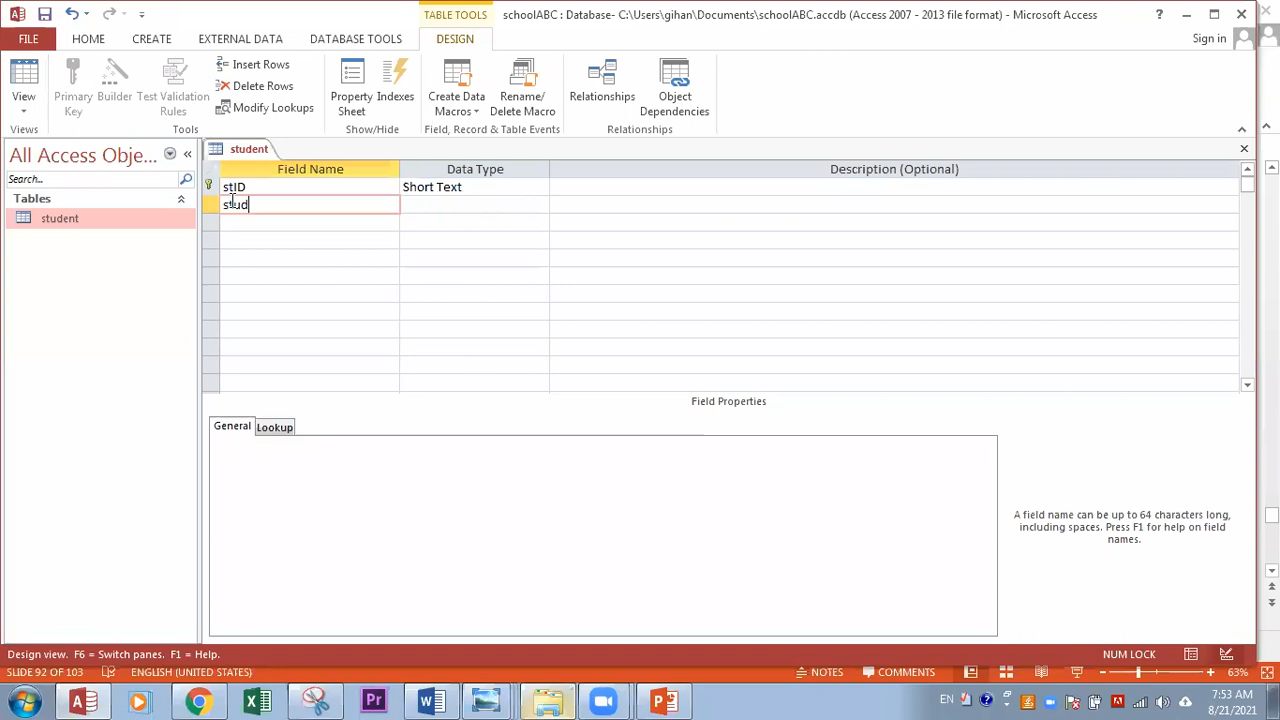 TABLE TOOLS
schoolABC : Database- C:\Users\gihan\Documents\schoolABC.accdb (Access 2007 - 2013 file format) - Microsoft Access
?
FILE HOME CREATE EXTERNAL DATA DATABASE TOOLS DESIGN Sign in
View
Primary Key
Builder
Test Validation Rules
Insert Rows
Delete Rows
Modify Lookups
Property Sheet
Indexes
Create Data Macros
Rename/ Delete Macro
Relationships
Object Dependencies
Views Tools Show/Hide Field, Record & Table Events Relationships
All Access Obje...
Search...
Tables
student
student
Field Name Data Type Description (Optional)
stID Short Text
stud
Field Properties
General Lookup
A field name can be up to 64 characters long,
including spaces. Press F1 for help on field
names.
Design view. F6 = Switch panes. F1 = Help. NUM LOCK
SLIDE 92 OF 103 ENGLISH (UNITED STATES) NOTES COMMENTS 63%
EN
7:53 AM
8/21/2021